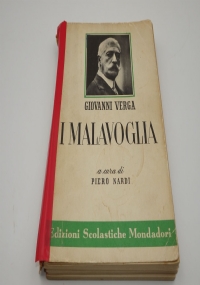 GIOVANNI VERGA
I MALAVOGLIA
a cura di
PIERO NARDI
Edizioni Scolastiche Mondadori